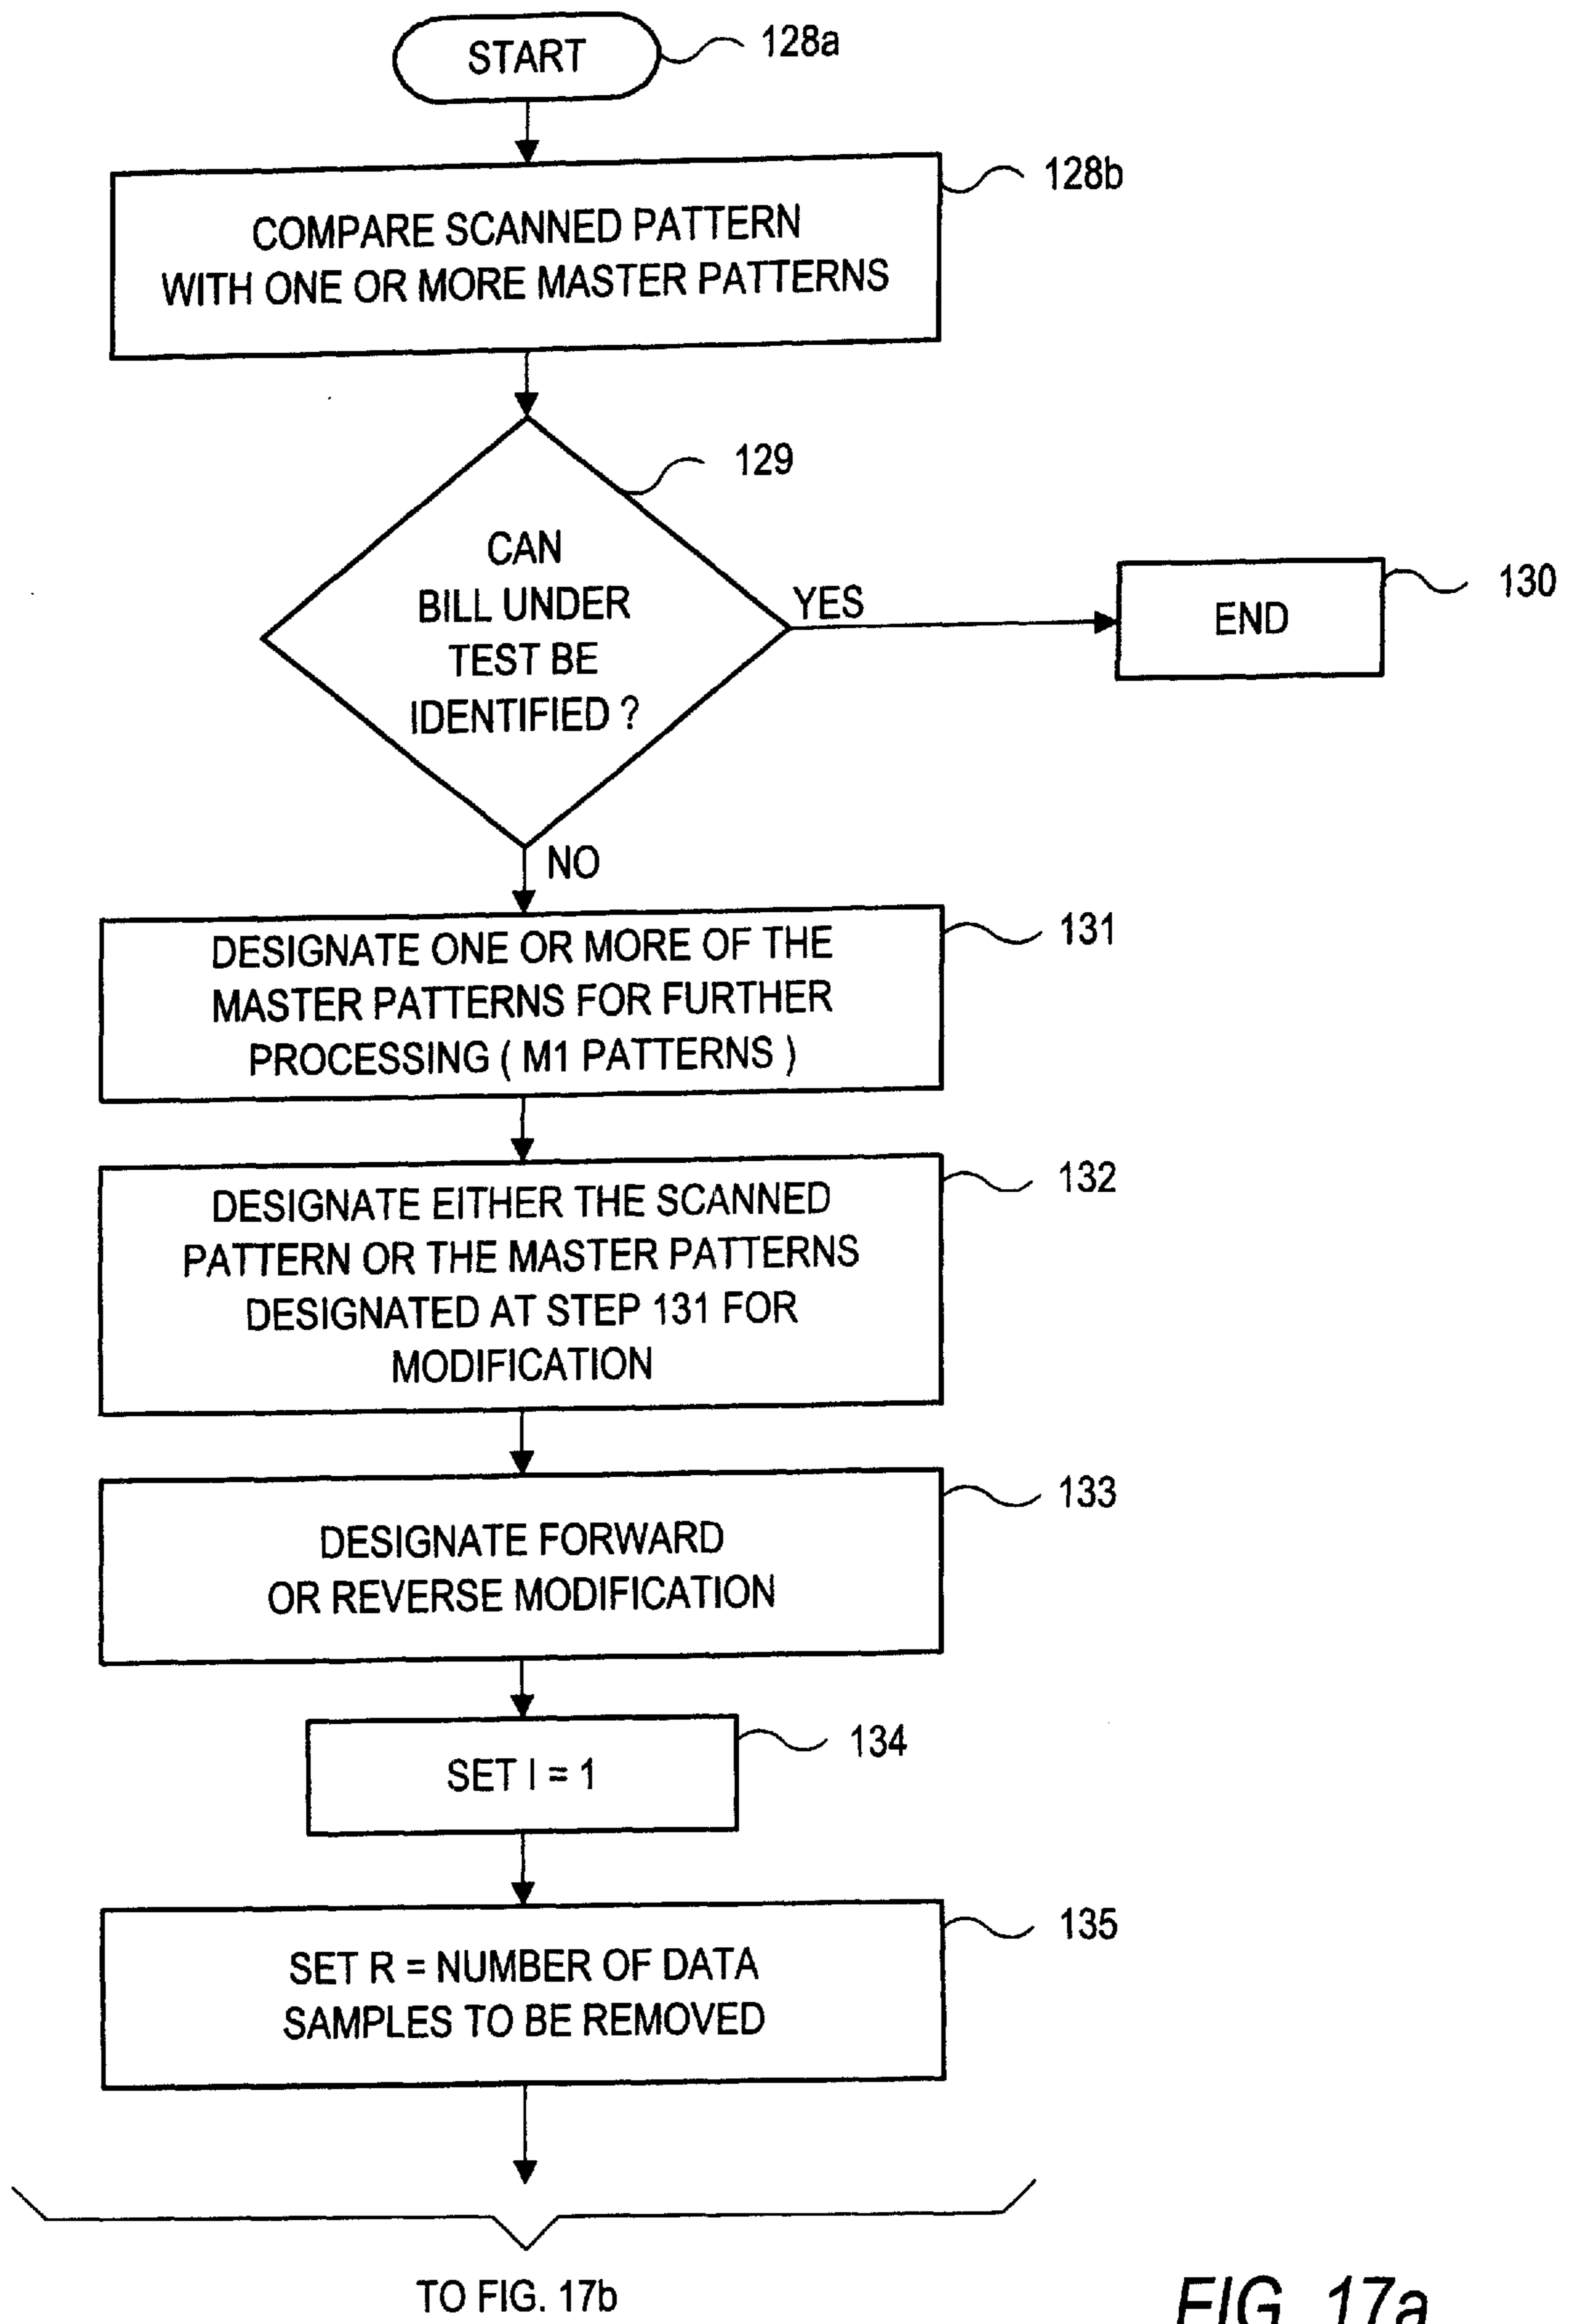 START
128a
COMPARE SCANNED PATTERN
WITH ONE OR MORE MASTER PATTERNS
128b
129
CAN
BILL UNDER
TEST BE
IDENTIFIED ?
YES
END
130
NO
DESIGNATE ONE OR MORE OF THE
MASTER PATTERNS FOR FURTHER
PROCESSING ( M1 PATTERNS )
131
DESIGNATE EITHER THE SCANNED
PATTERN OR THE MASTER PATTERNS
DESIGNATED AT STEP 131 FOR
MODIFICATION
132
DESIGNATE FORWARD
OR REVERSE MODIFICATION
133
SET I = 1
134
SET R = NUMBER OF DATA
SAMPLES TO BE REMOVED
135
TO FIG. 17b
FIG. 17a